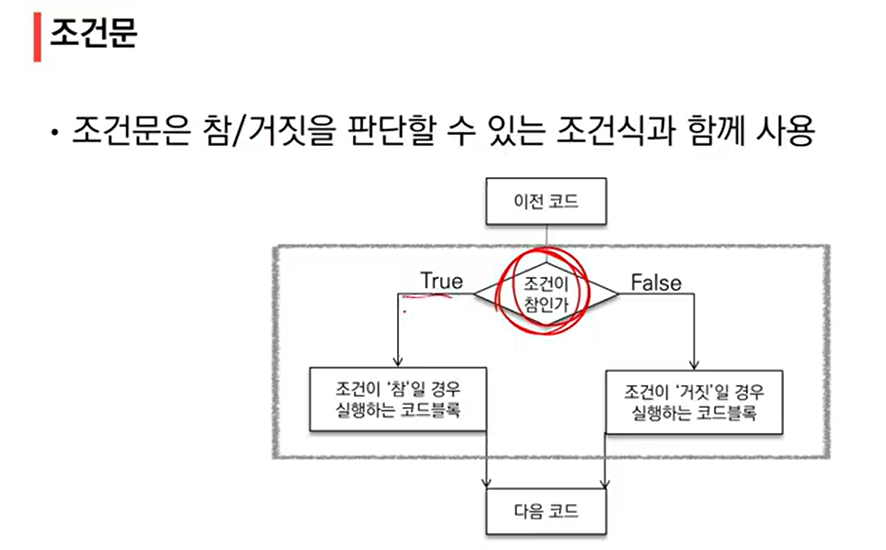 조건문
• 조건문은 참/거짓을 판단할 수 있는 조건식과 함께 사용
이전 코드
True
조건이
참인가
False
조건이 ‘참'일 경우
실행하는 코드블록
조건이 ‘거짓’일 경우
실행하는 코드블록
다음 코드